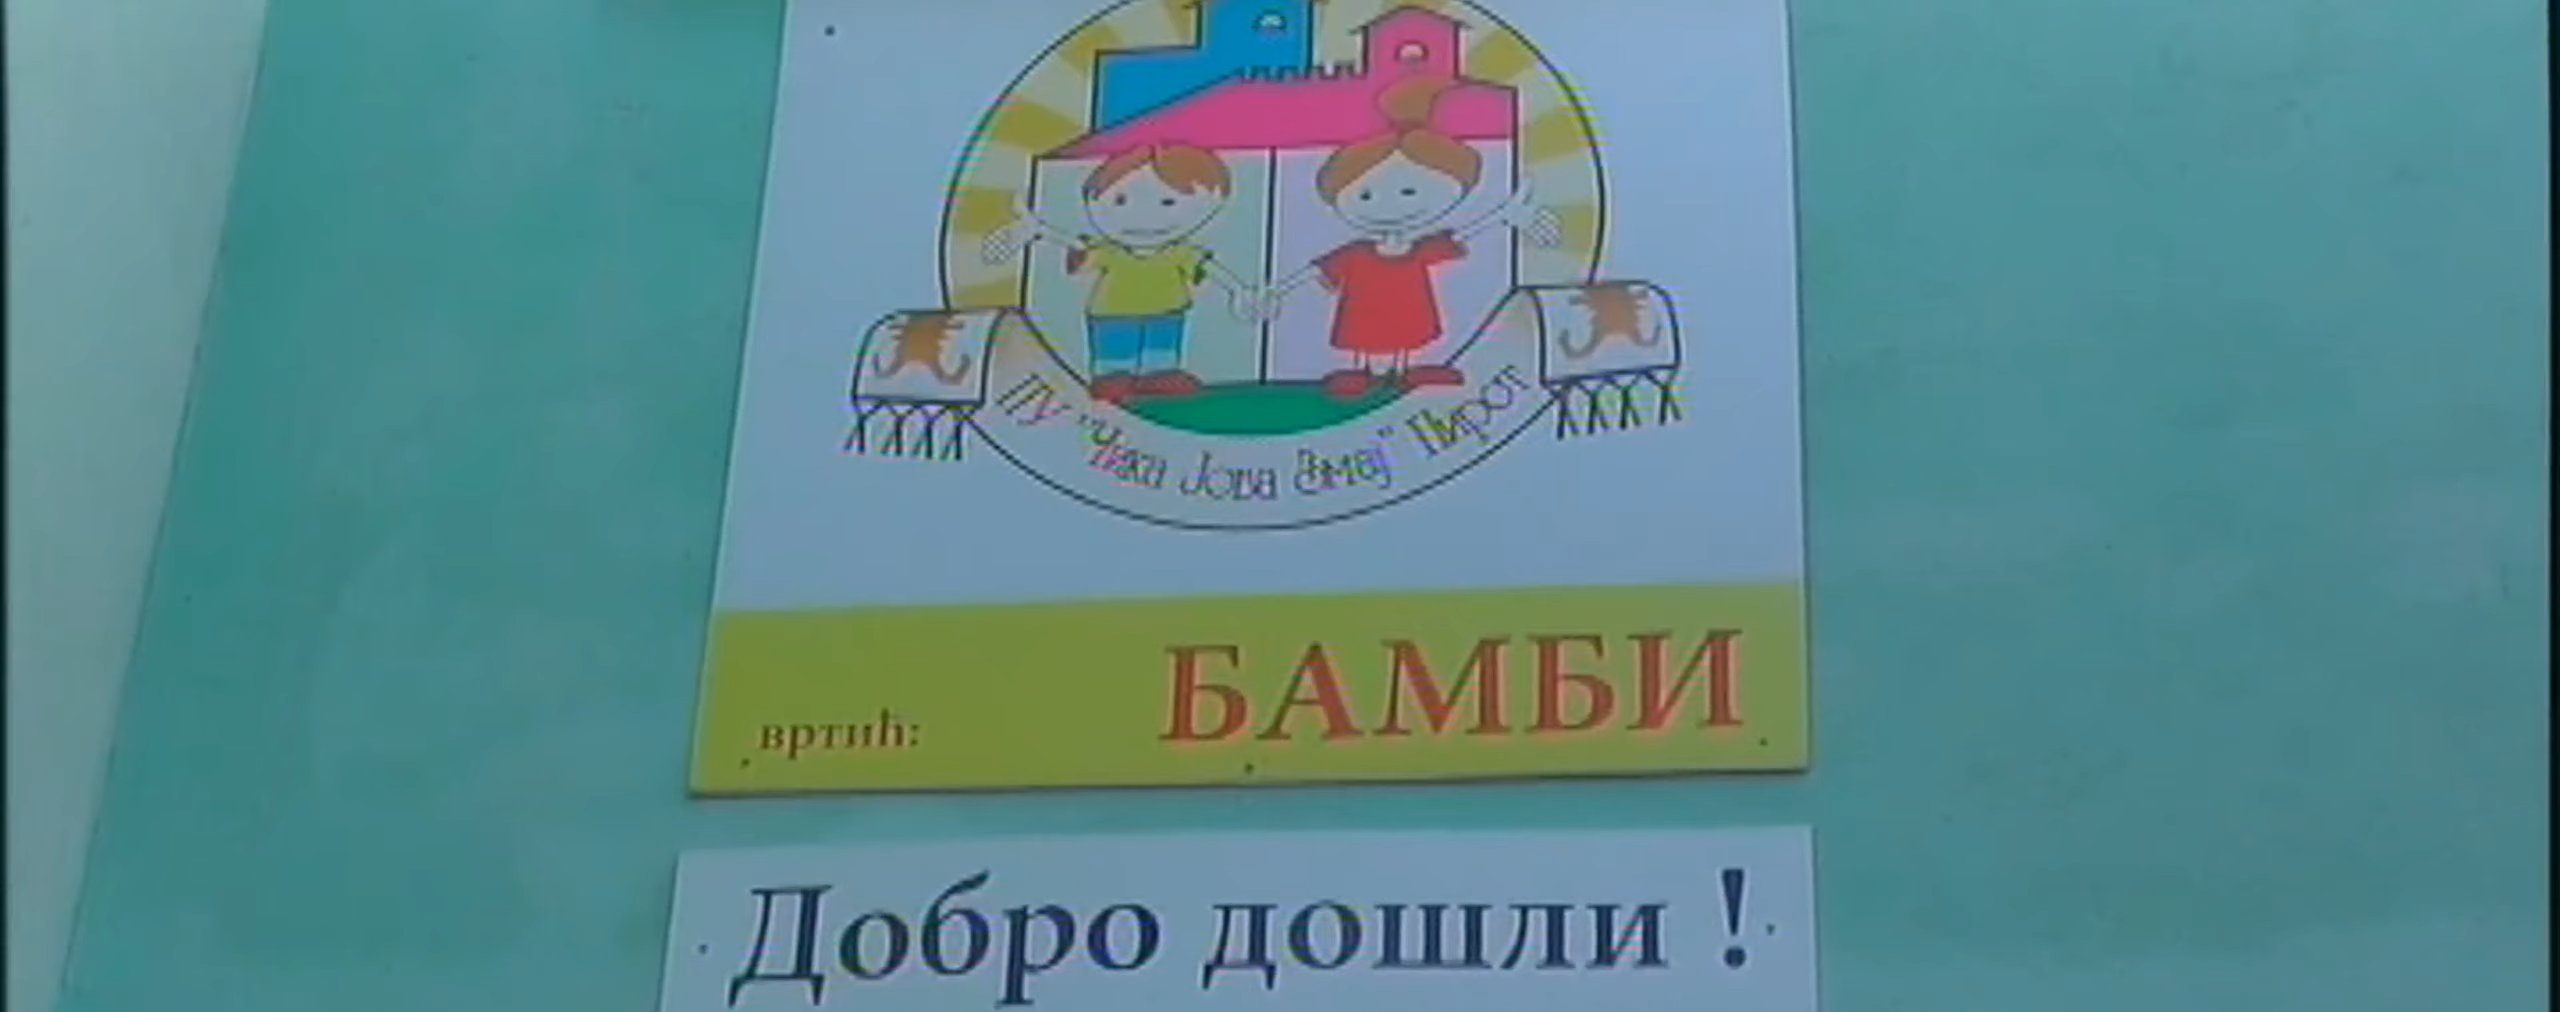 ПУ "Чика Јова Змај" Пирот
вртић: БАМБИ
Добро дошли !